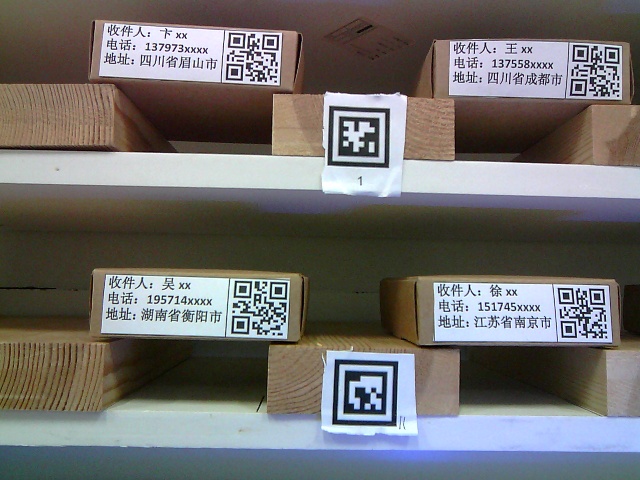 收件人：卞 xx
电话：137973xxxx
地址：四川省眉山市
收件人：王 xx
电话：137558xxxx
地址：四川省成都市
1
收件人：吴 xx
电话：195714xxxx
地址：湖南省衡阳市
收件人：徐 xx
电话：151745xxxx
地址：江苏省南京市